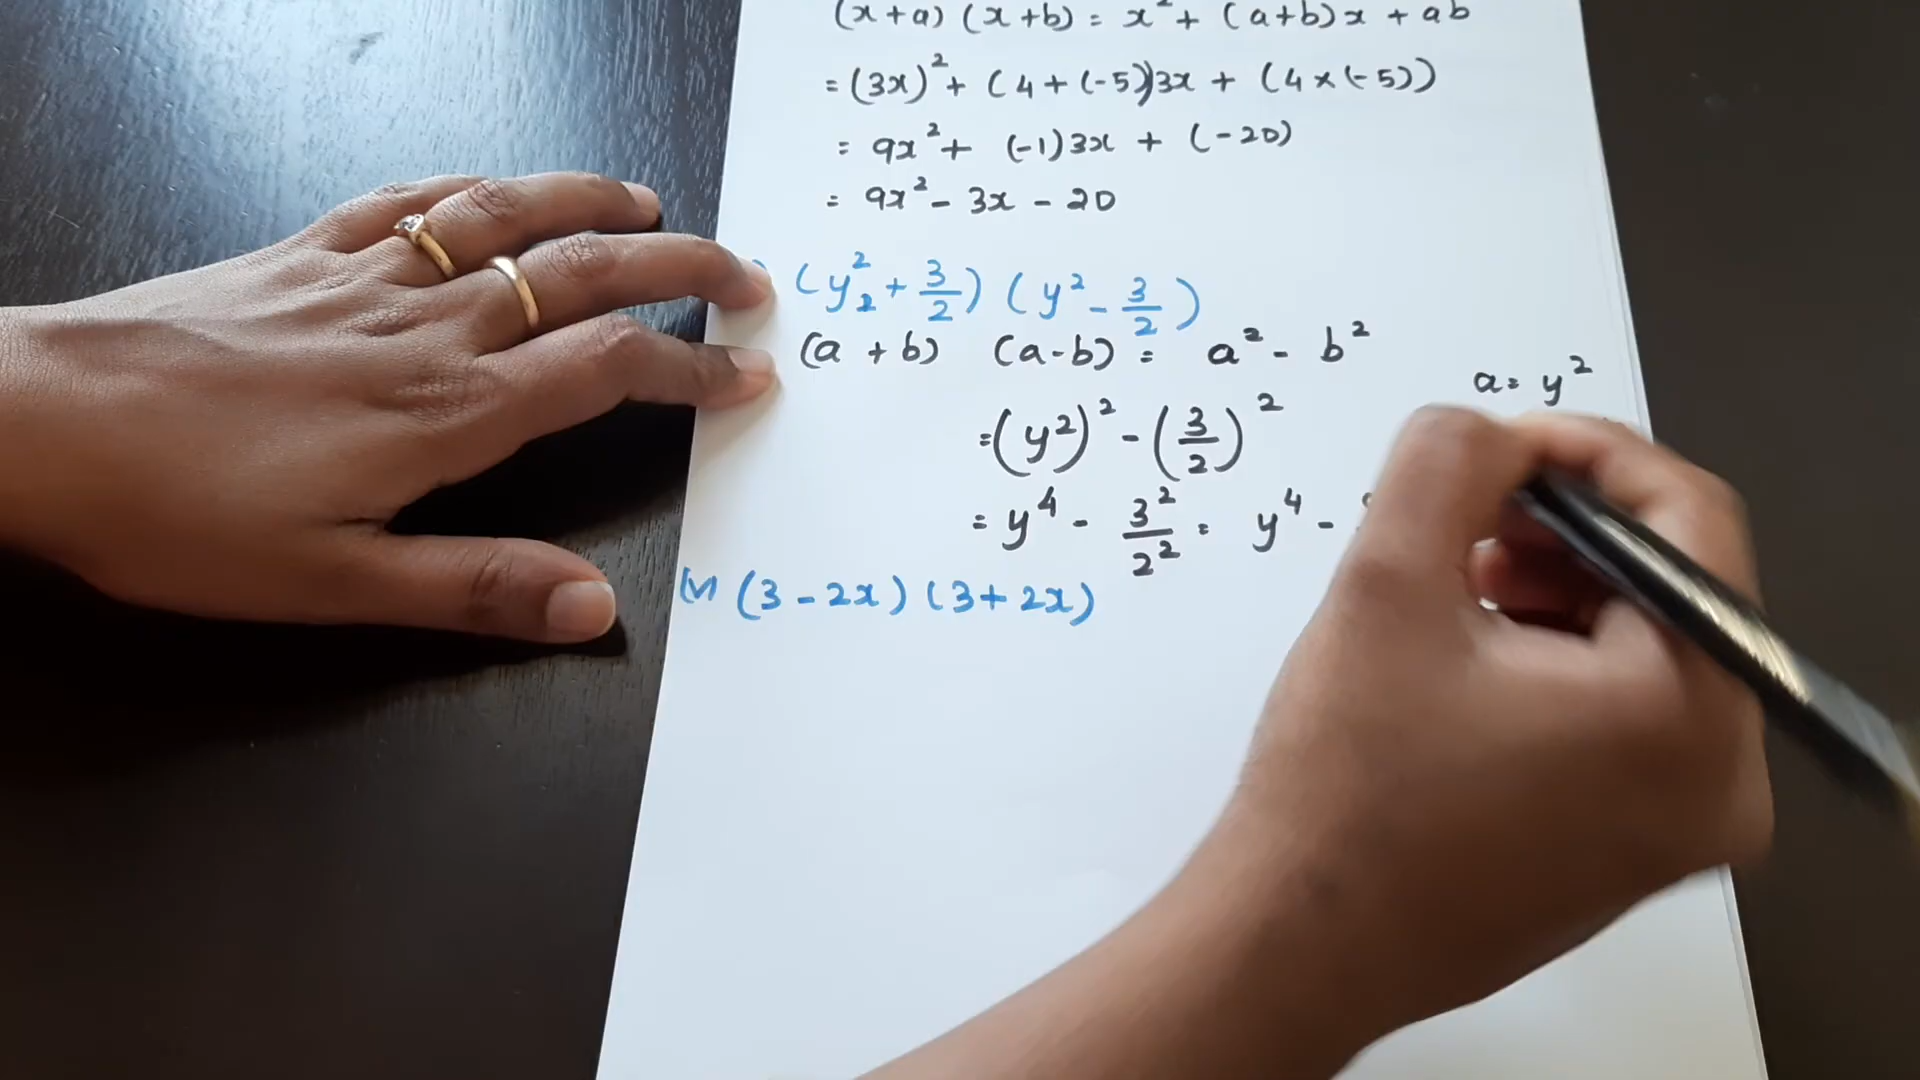 (x+a) (x+b) = x² + (a+b)x + ab
= (3x)² + (4+(-5))3x + (4×(-5))
= 9x² + (-1)3x + (-20)
= 9x² - 3x - 20
) (y²₂ + 3/2) (y² - 3/2)
(a + b) (a-b) = a² - b²
a = y²
= (y²)² - (3/2)²
= y⁴ - 3²/2² = y⁴ -
(v) (3 - 2x) (3 + 2x)